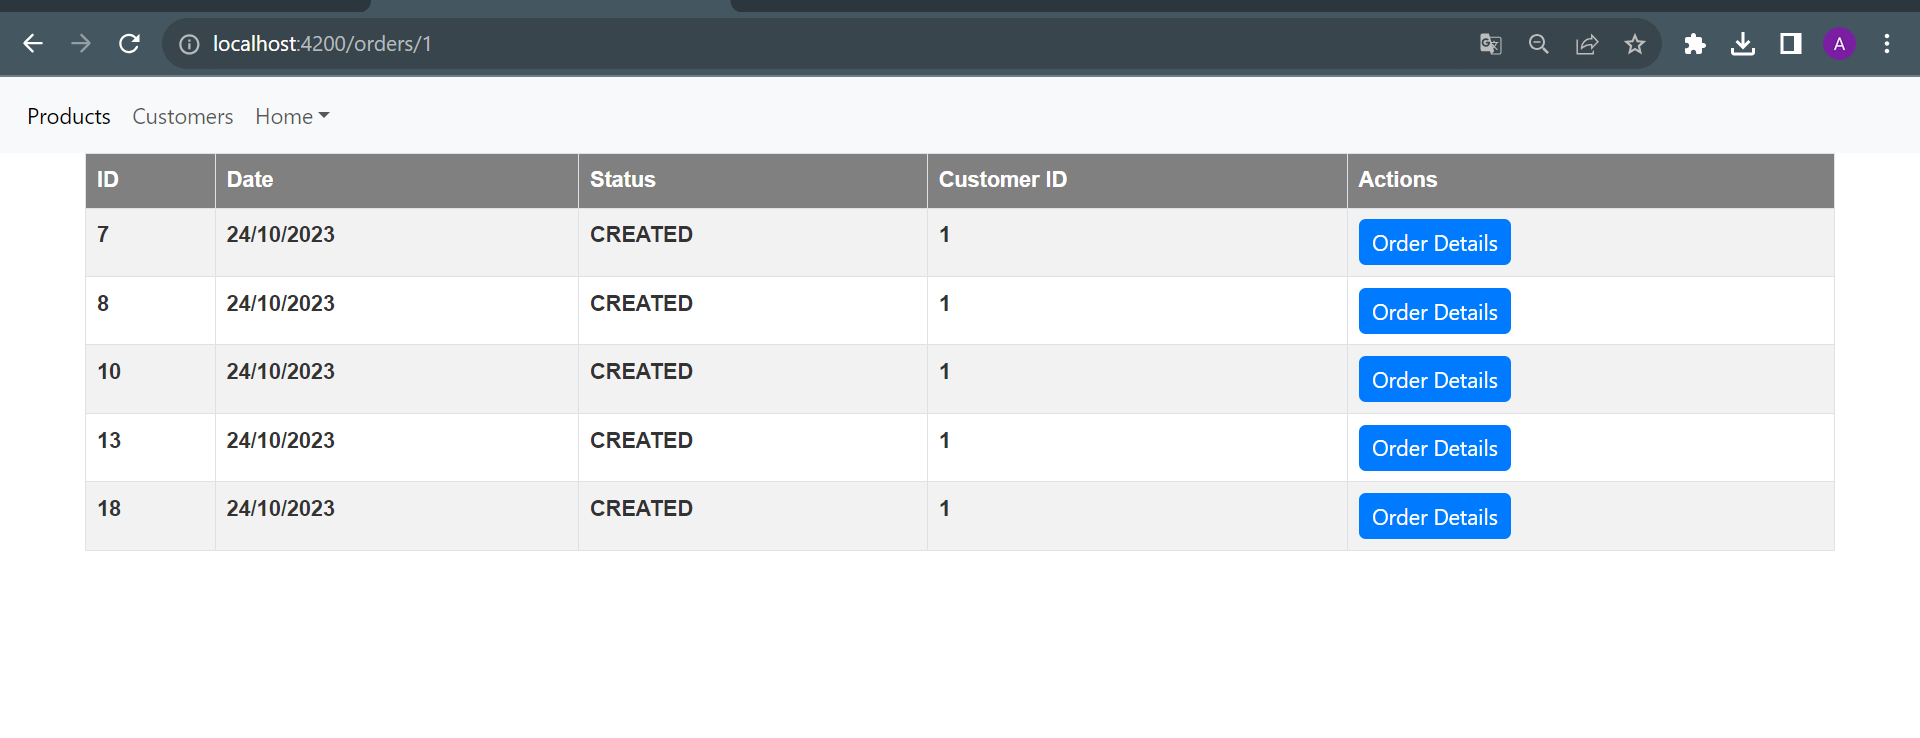 localhost:4200/orders/1
A
Products Customers Home
ID Date Status Customer ID Actions
7 24/10/2023 CREATED 1 Order Details
8 24/10/2023 CREATED 1 Order Details
10 24/10/2023 CREATED 1 Order Details
13 24/10/2023 CREATED 1 Order Details
18 24/10/2023 CREATED 1 Order Details